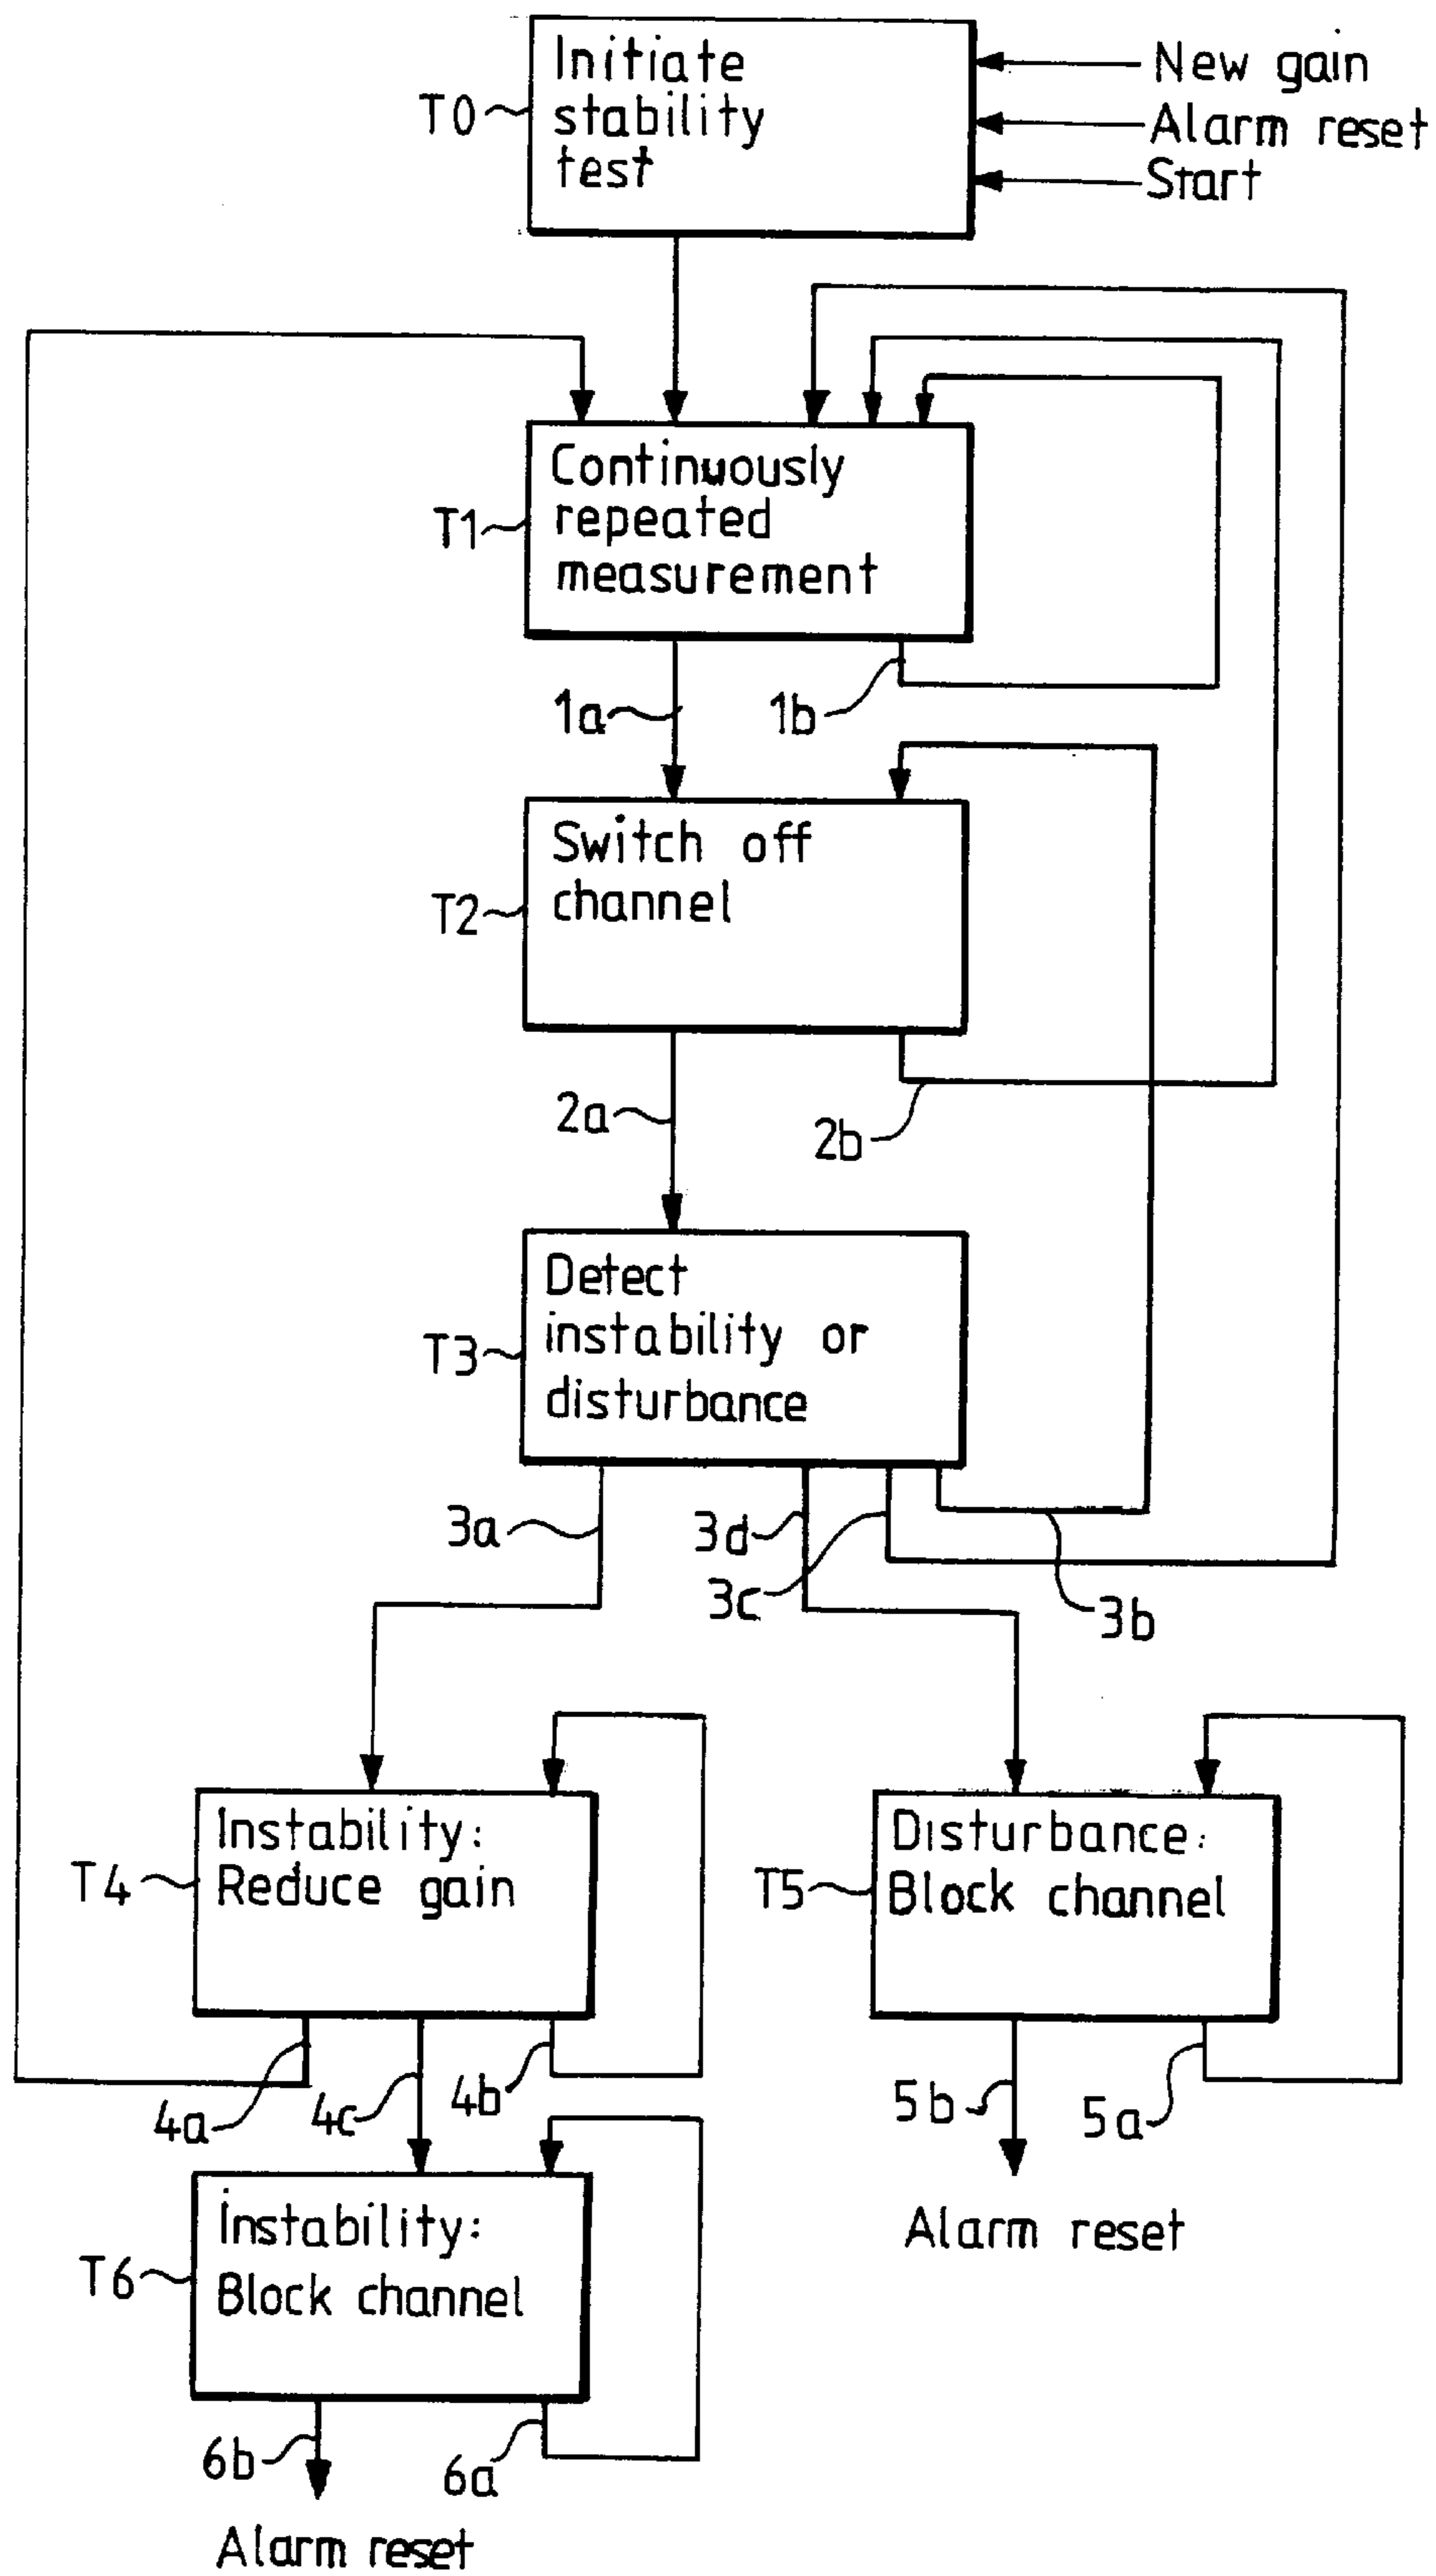 Initiate
stability
test
T0
New gain
Alarm reset
Start
Continuously
repeated
measurement
T1
1a
1b
Switch off
channel
T2
2a
2b
Detect
instability or
disturbance
T3
3a
3d
3c
3b
Instability:
Reduce gain
T4
Disturbance:
Block channel
T5
4a
4c
4b
5b
5a
Alarm reset
Instability:
Block channel
T6
6b
6a
Alarm reset